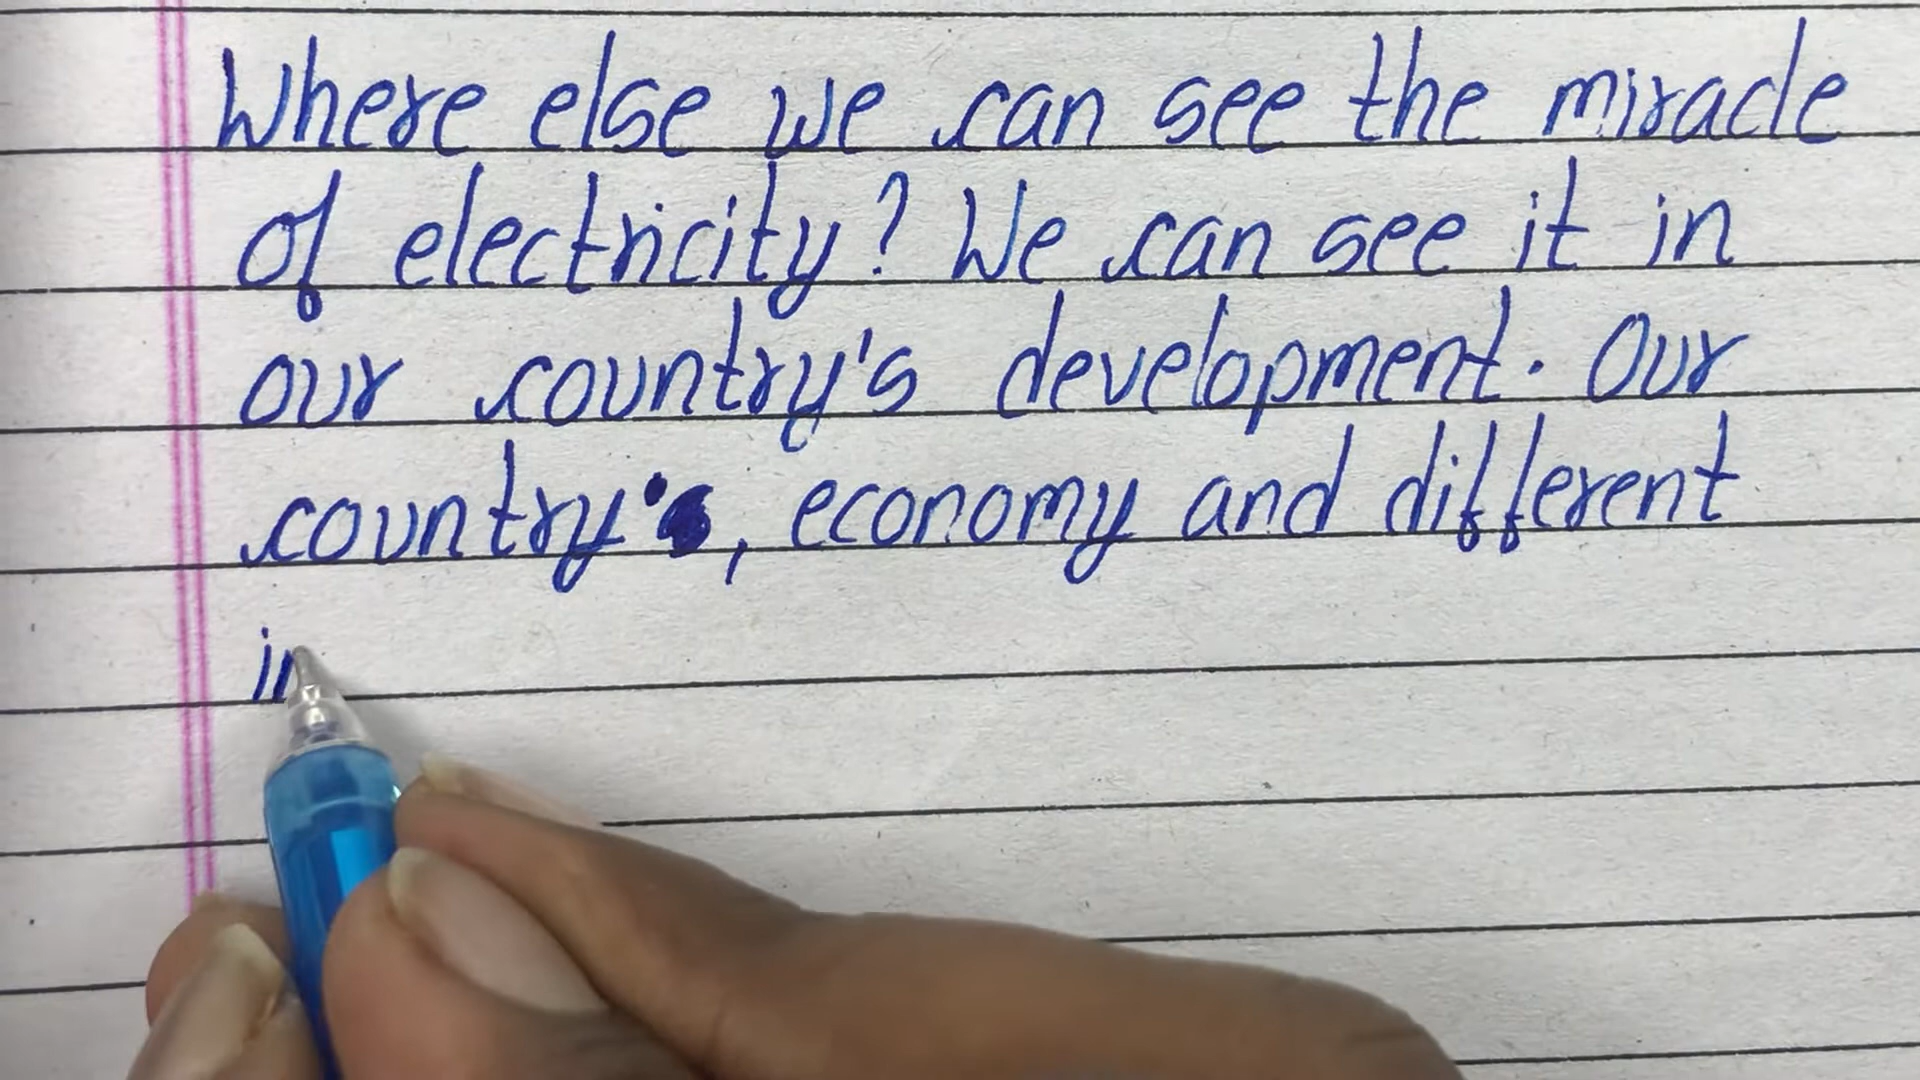 Where else we can see the miracle
of electricity? We can see it in
our country's development. Our
country's, economy and different
in